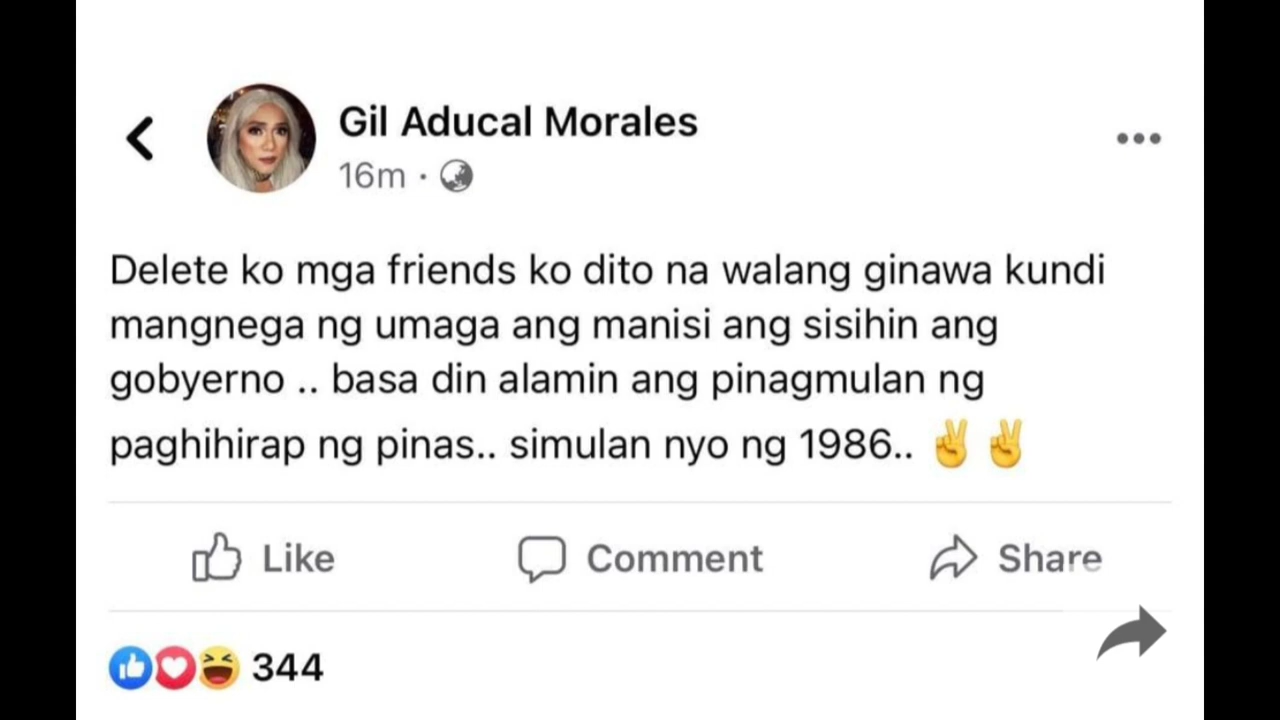 Gil Aducal Morales
16m ·
Delete ko mga friends ko dito na walang ginawa kundi
mangnega ng umaga ang manisi ang sisihin ang
gobyerno .. basa din alamin ang pinagmulan ng
paghihirap ng pinas.. simulan nyo ng 1986.. ✌️✌️
Like Comment Share
344